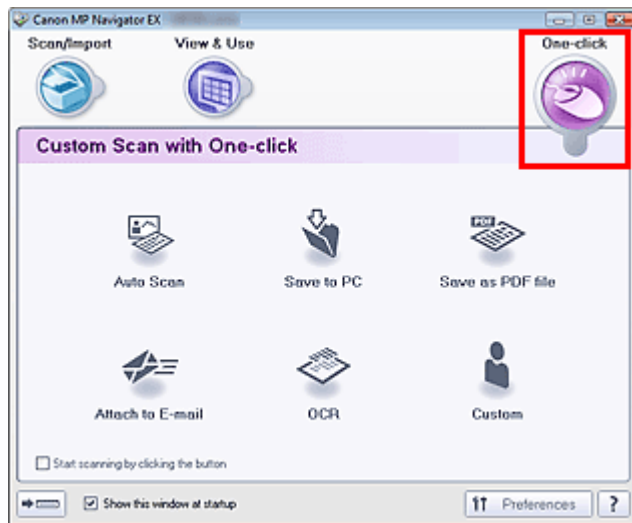 Canon MP Navigator EX
Scan/Import
View & Use
One-click
Custom Scan with One-click
PDF
Auto Scan
Save to PC
Save as PDF file
Attach to E-mail
OCR
Custom
Start scanning by clicking the button
Show this window at startup
Preferences
?